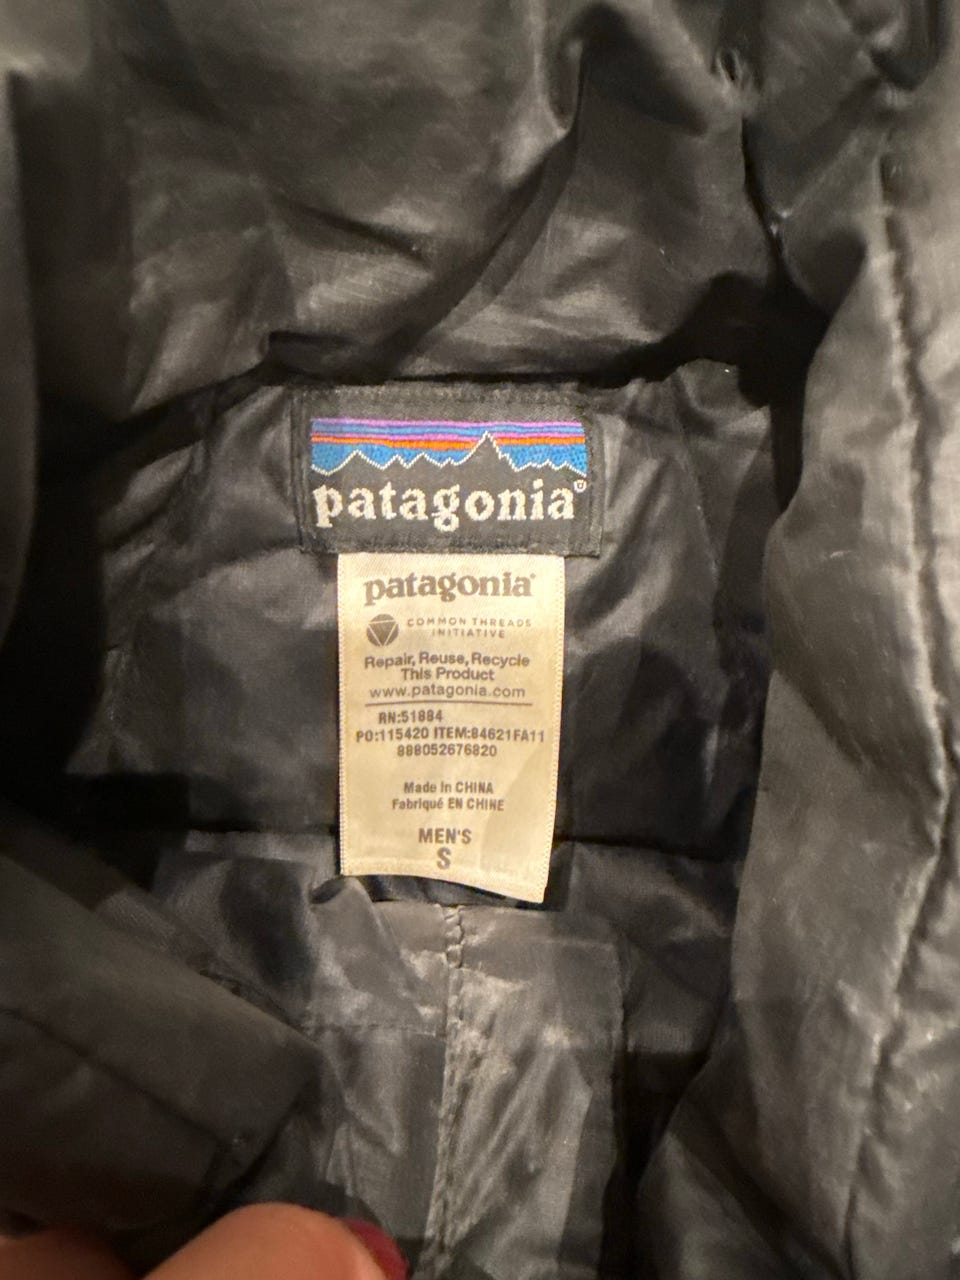 patagonia®
patagonia®
COMMON THREADS
INITIATIVE
Repair, Reuse, Recycle
This Product
www.patagonia.com
RN:51884
PO:115420 ITEM:84621FA11
888052676820
Made in CHINA
Fabriqué EN CHINE
MEN'S
S